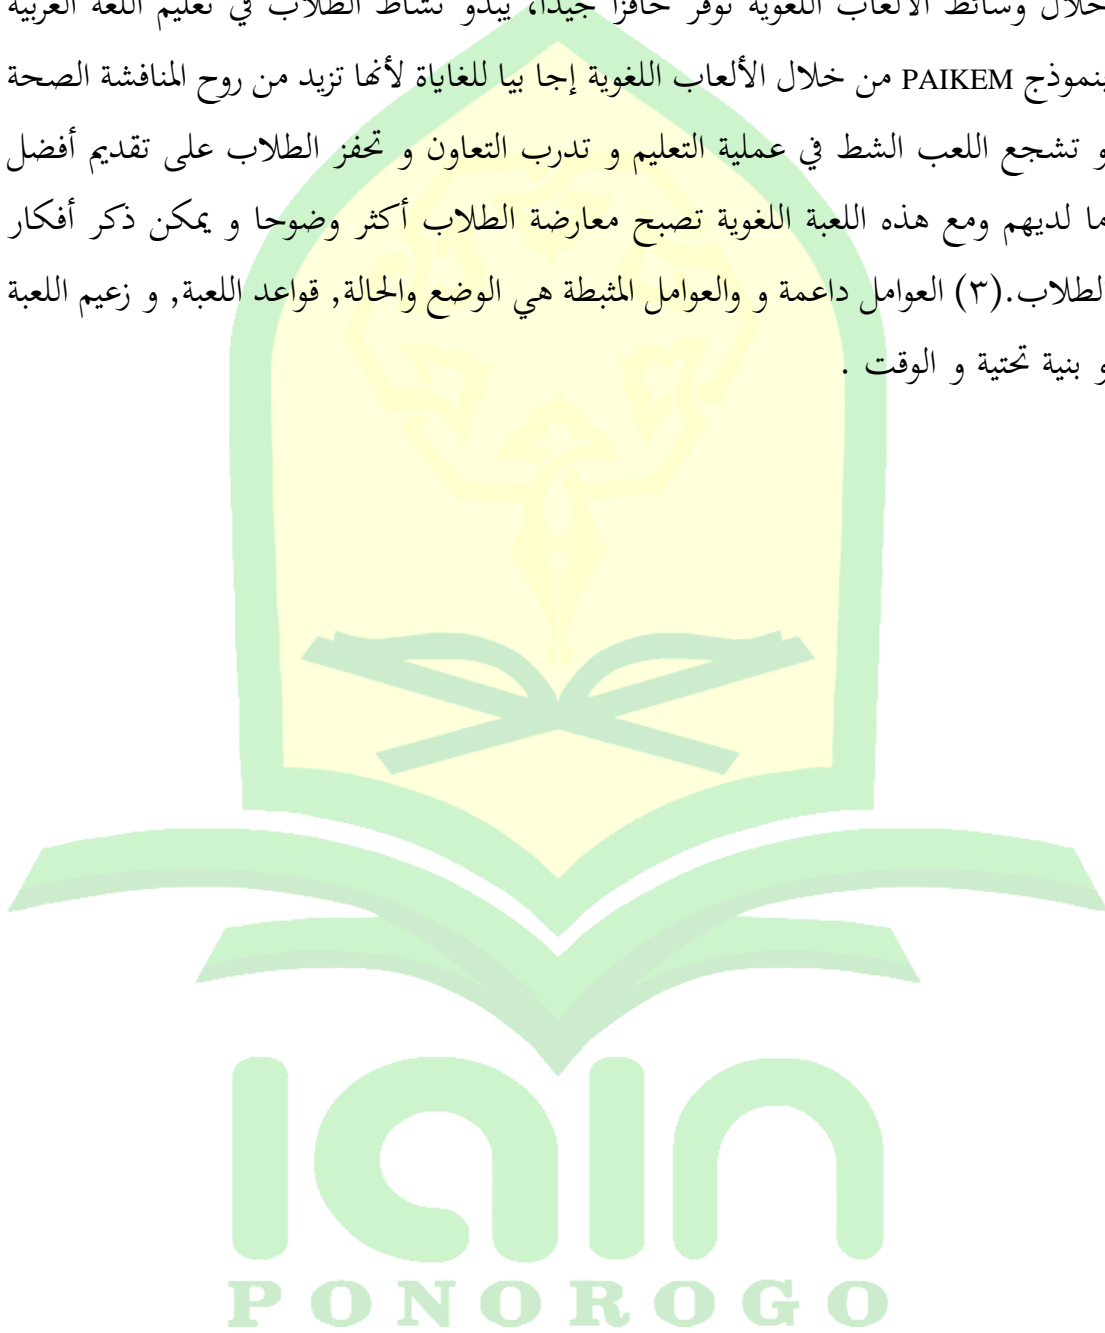 خلال وسائط الألعاب اللغوية توفر حافزا جيدا، يبدو نشاط الطلاب في تعليم اللغة العربية
بنموذج PAIKEM من خلال الألعاب اللغوية إجا بيا للغاياة لأنها تزيد من روح المنافشة الصحة
و تشجع اللعب الشط في عملية التعليم و تدرب التعاون و تحفز الطلاب على تقديم أفضل
ما لديهم ومع هذه اللعبة اللغوية تصبح معارضة الطلاب أكثر وضوحا و يمكن ذكر أفكار
الطلاب.(٣) العوامل داعمة و والعوامل المثبطة هي الوضع والحالة, قواعد اللعبة, و زعيم اللعبة
و بنية تحتية و الوقت .
iain
PONOROGO